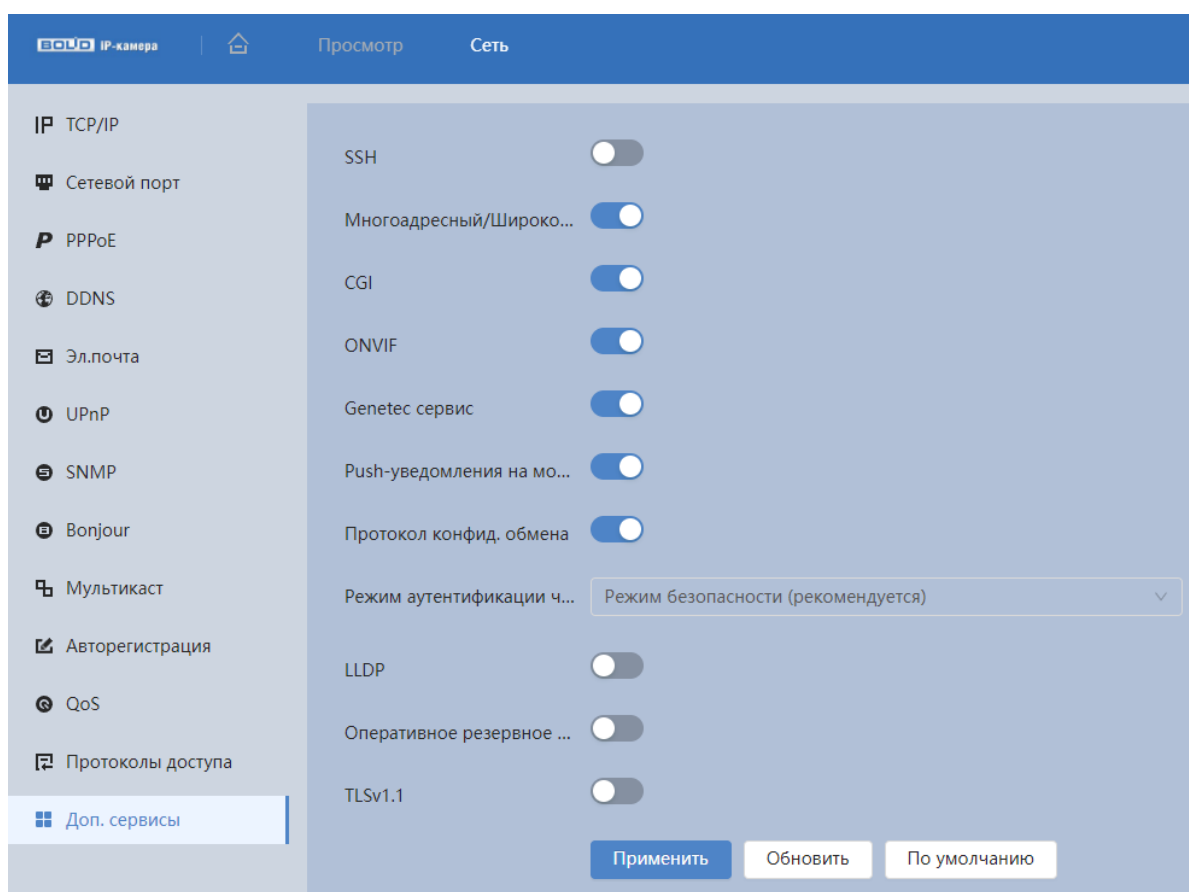 BOLID IP-камера Просмотр Сеть
TCP/IP
Сетевой порт
PPPoE
DDNS
Эл.почта
UPnP
SNMP
Bonjour
Мультикаст
Авторегистрация
QoS
Протоколы доступа
Доп. сервисы
SSH
Многоадресный/Широко...
CGI
ONVIF
Genetec сервис
Push-уведомления на мо...
Протокол конфид. обмена
Режим аутентификации ч... Режим безопасности (рекомендуется)
LLDP
Оперативное резервное ...
TLSv1.1
Применить Обновить По умолчанию